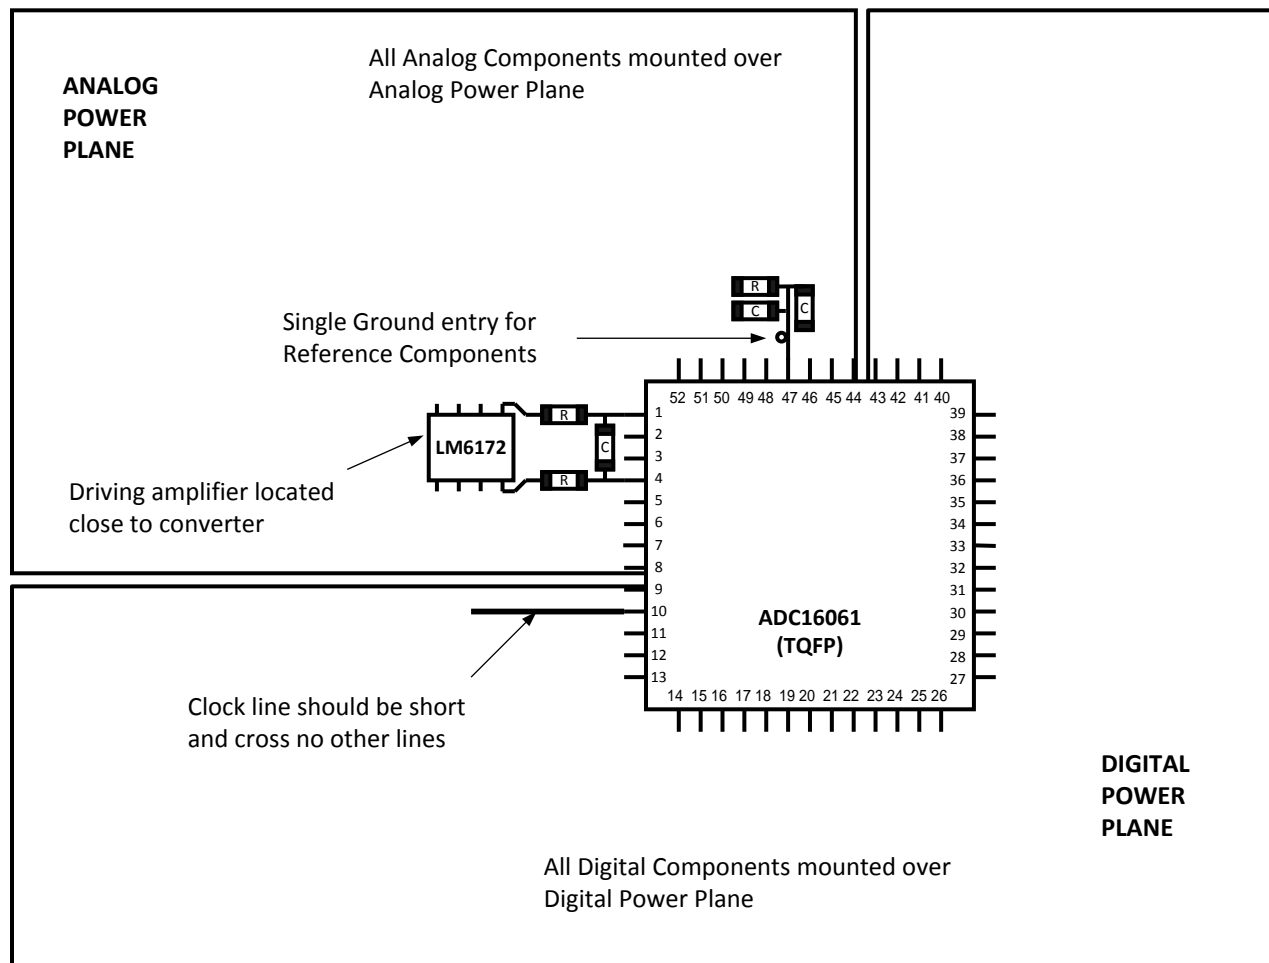 All Analog Components mounted over
Analog Power Plane
ANALOG
POWER
PLANE
R
C
C
Single Ground entry for
Reference Components
52 51 50 49 48 47 46 45 44 43 42 41 40
R
C
R
LM6172
1
2
3
4
5
6
7
8
9
10
11
12
13
39
38
37
36
35
34
33
32
31
30
29
28
27
Driving amplifier located
close to converter
ADC16061
(TQFP)
14 15 16 17 18 19 20 21 22 23 24 25 26
Clock line should be short
and cross no other lines
DIGITAL
POWER
PLANE
All Digital Components mounted over
Digital Power Plane